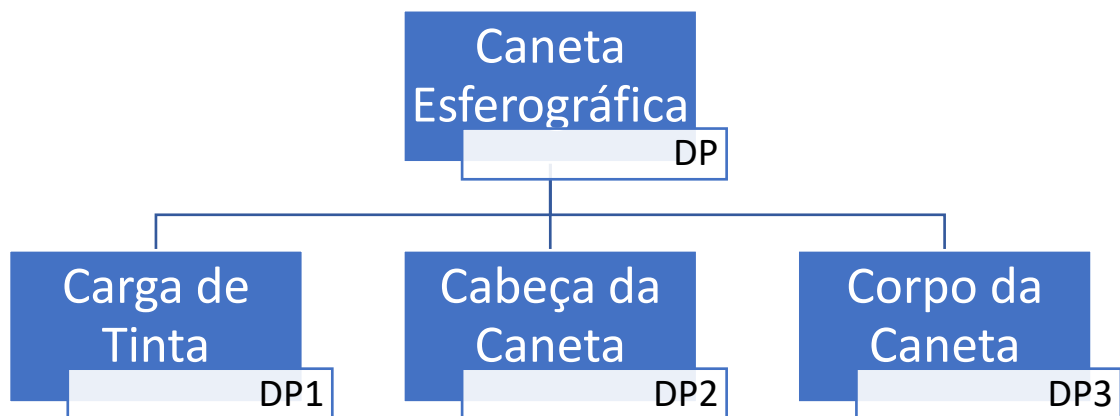 Caneta
Esferográfica
DP
Carga de
Tinta
DP1
Cabeça da
Caneta
DP2
Corpo da
Caneta
DP3